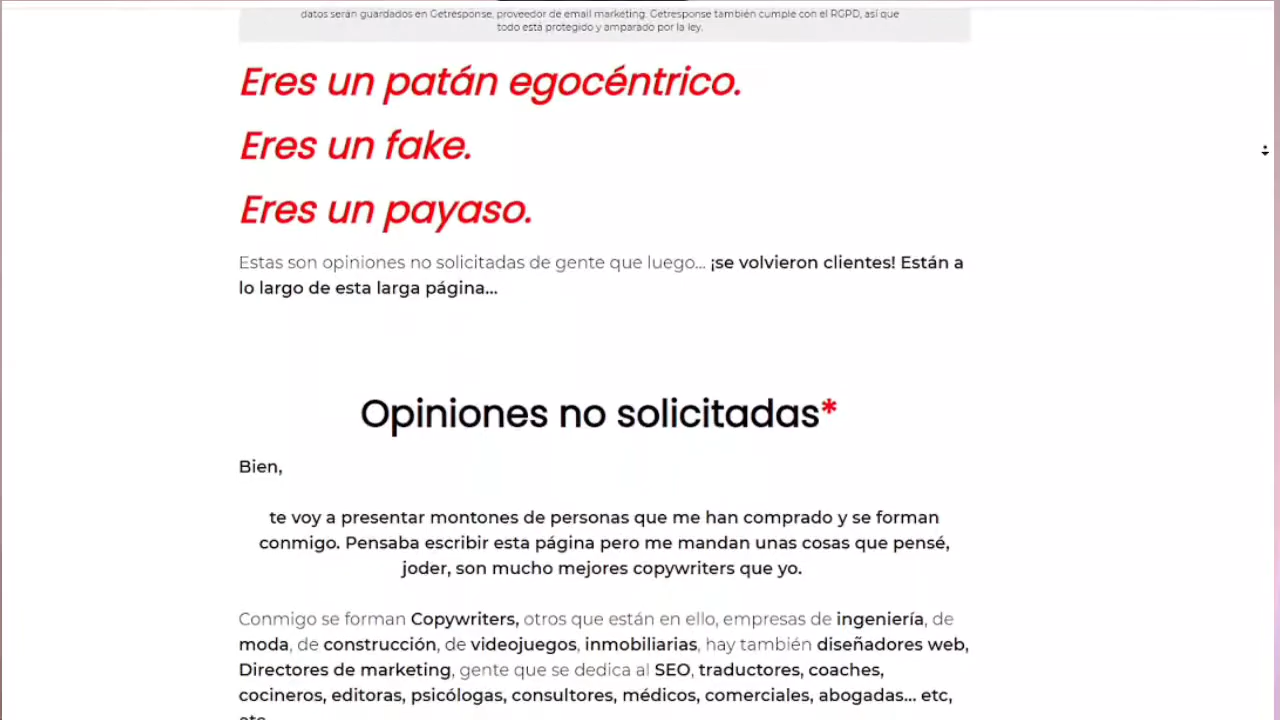 datos serán guardados en Getresponse, proveedor de email marketing. Getresponse también cumple con el RGPD, así que
todo está protegido y amparado por la ley.
Eres un patán egocéntrico.
Eres un fake.
Eres un payaso.
Estas son opiniones no solicitadas de gente que luego... ¡se volvieron clientes! Están a
lo largo de esta larga página...
Opiniones no solicitadas*
Bien,
te voy a presentar montones de personas que me han comprado y se forman
conmigo. Pensaba escribir esta página pero me mandan unas cosas que pensé,
joder, son mucho mejores copywriters que yo.
Conmigo se forman Copywriters, otros que están en ello, empresas de ingeniería, de
moda, de construcción, de videojuegos, inmobiliarias, hay también diseñadores web,
Directores de marketing, gente que se dedica al SEO, traductores, coaches,
cocineros, editoras, psicólogas, consultores, médicos, comerciales, abogadas... etc,